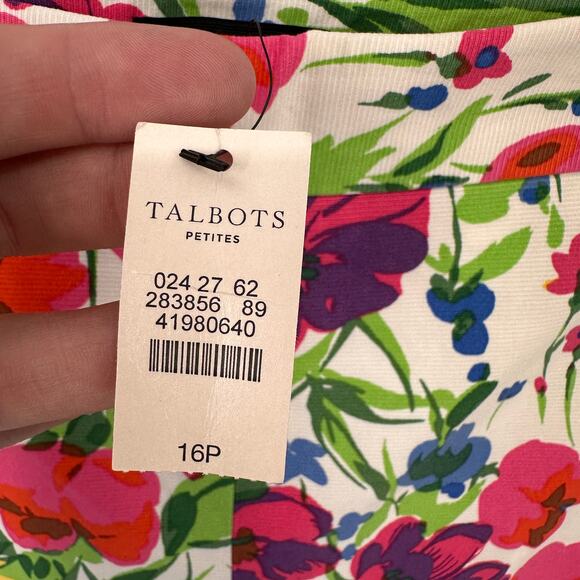 TALBOTS
PETITES
024 27 62
283856 89
41980640
16P